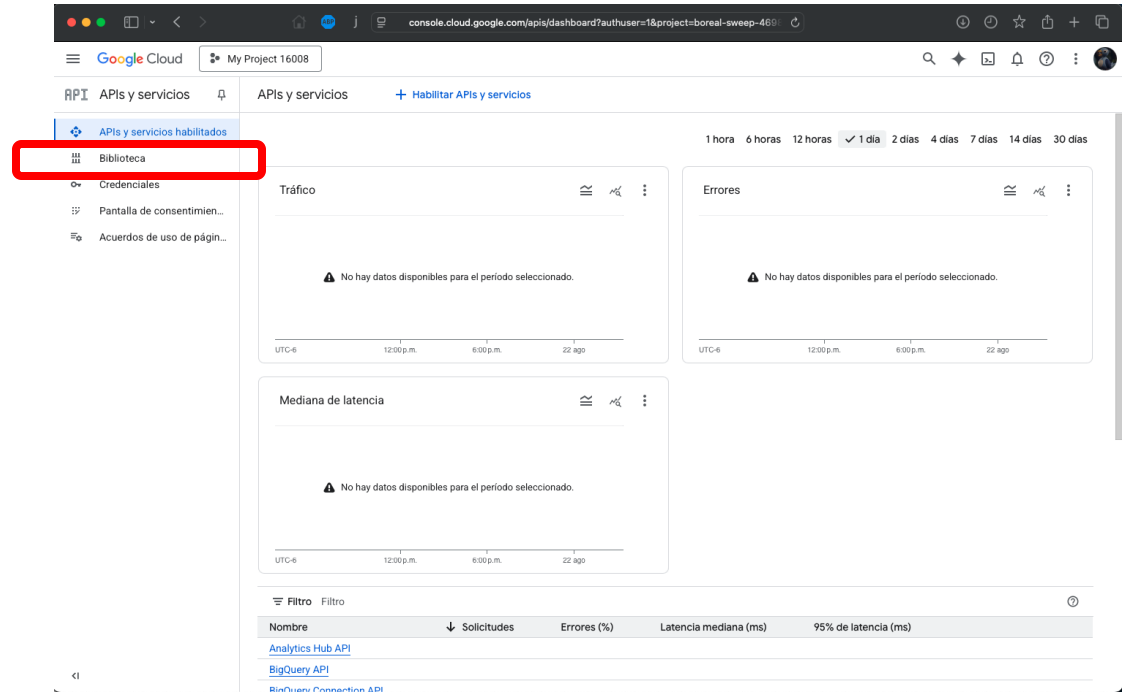 j
console.cloud.google.com/apis/dashboard?authuser=1&project=boreal-sweep-469
Google Cloud
My Project 16008
API APIs y servicios
APIs y servicios
+ Habilitar APIs y servicios
APIs y servicios habilitados
Biblioteca
Credenciales
Pantalla de consentimien...
Acuerdos de uso de págin...
1 hora 6 horas 12 horas 1 día 2 días 4 días 7 días 14 días 30 días
Tráfico
No hay datos disponibles para el período seleccionado.
UTC-6 12:00 p.m. 6:00 p.m. 22 ago
Errores
No hay datos disponibles para el período seleccionado.
UTC-6 12:00 p.m. 6:00 p.m. 22 ago
Mediana de latencia
No hay datos disponibles para el período seleccionado.
UTC-6 12:00 p.m. 6:00 p.m. 22 ago
Filtro Filtro
Nombre Solicitudes Errores (%) Latencia mediana (ms) 95% de latencia (ms)
Analytics Hub API
BigQuery API
BigQuery Connection API